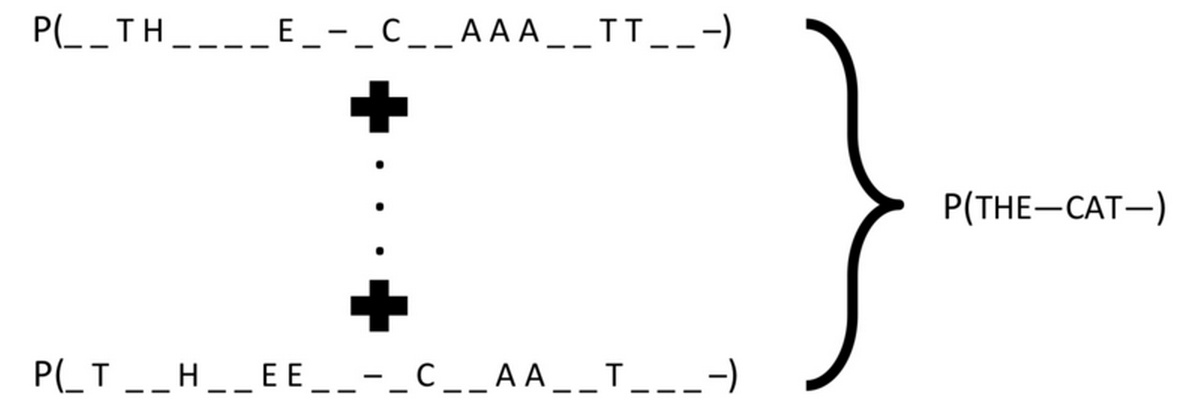 P(_ _ T H _ _ _ _ E _ – _ C _ _ A A A _ _ T T _ _ –)
P(THE—CAT—)
P(_ T _ _ H _ _ E E _ _ – _ C _ _ A A _ _ T _ _ _ –)